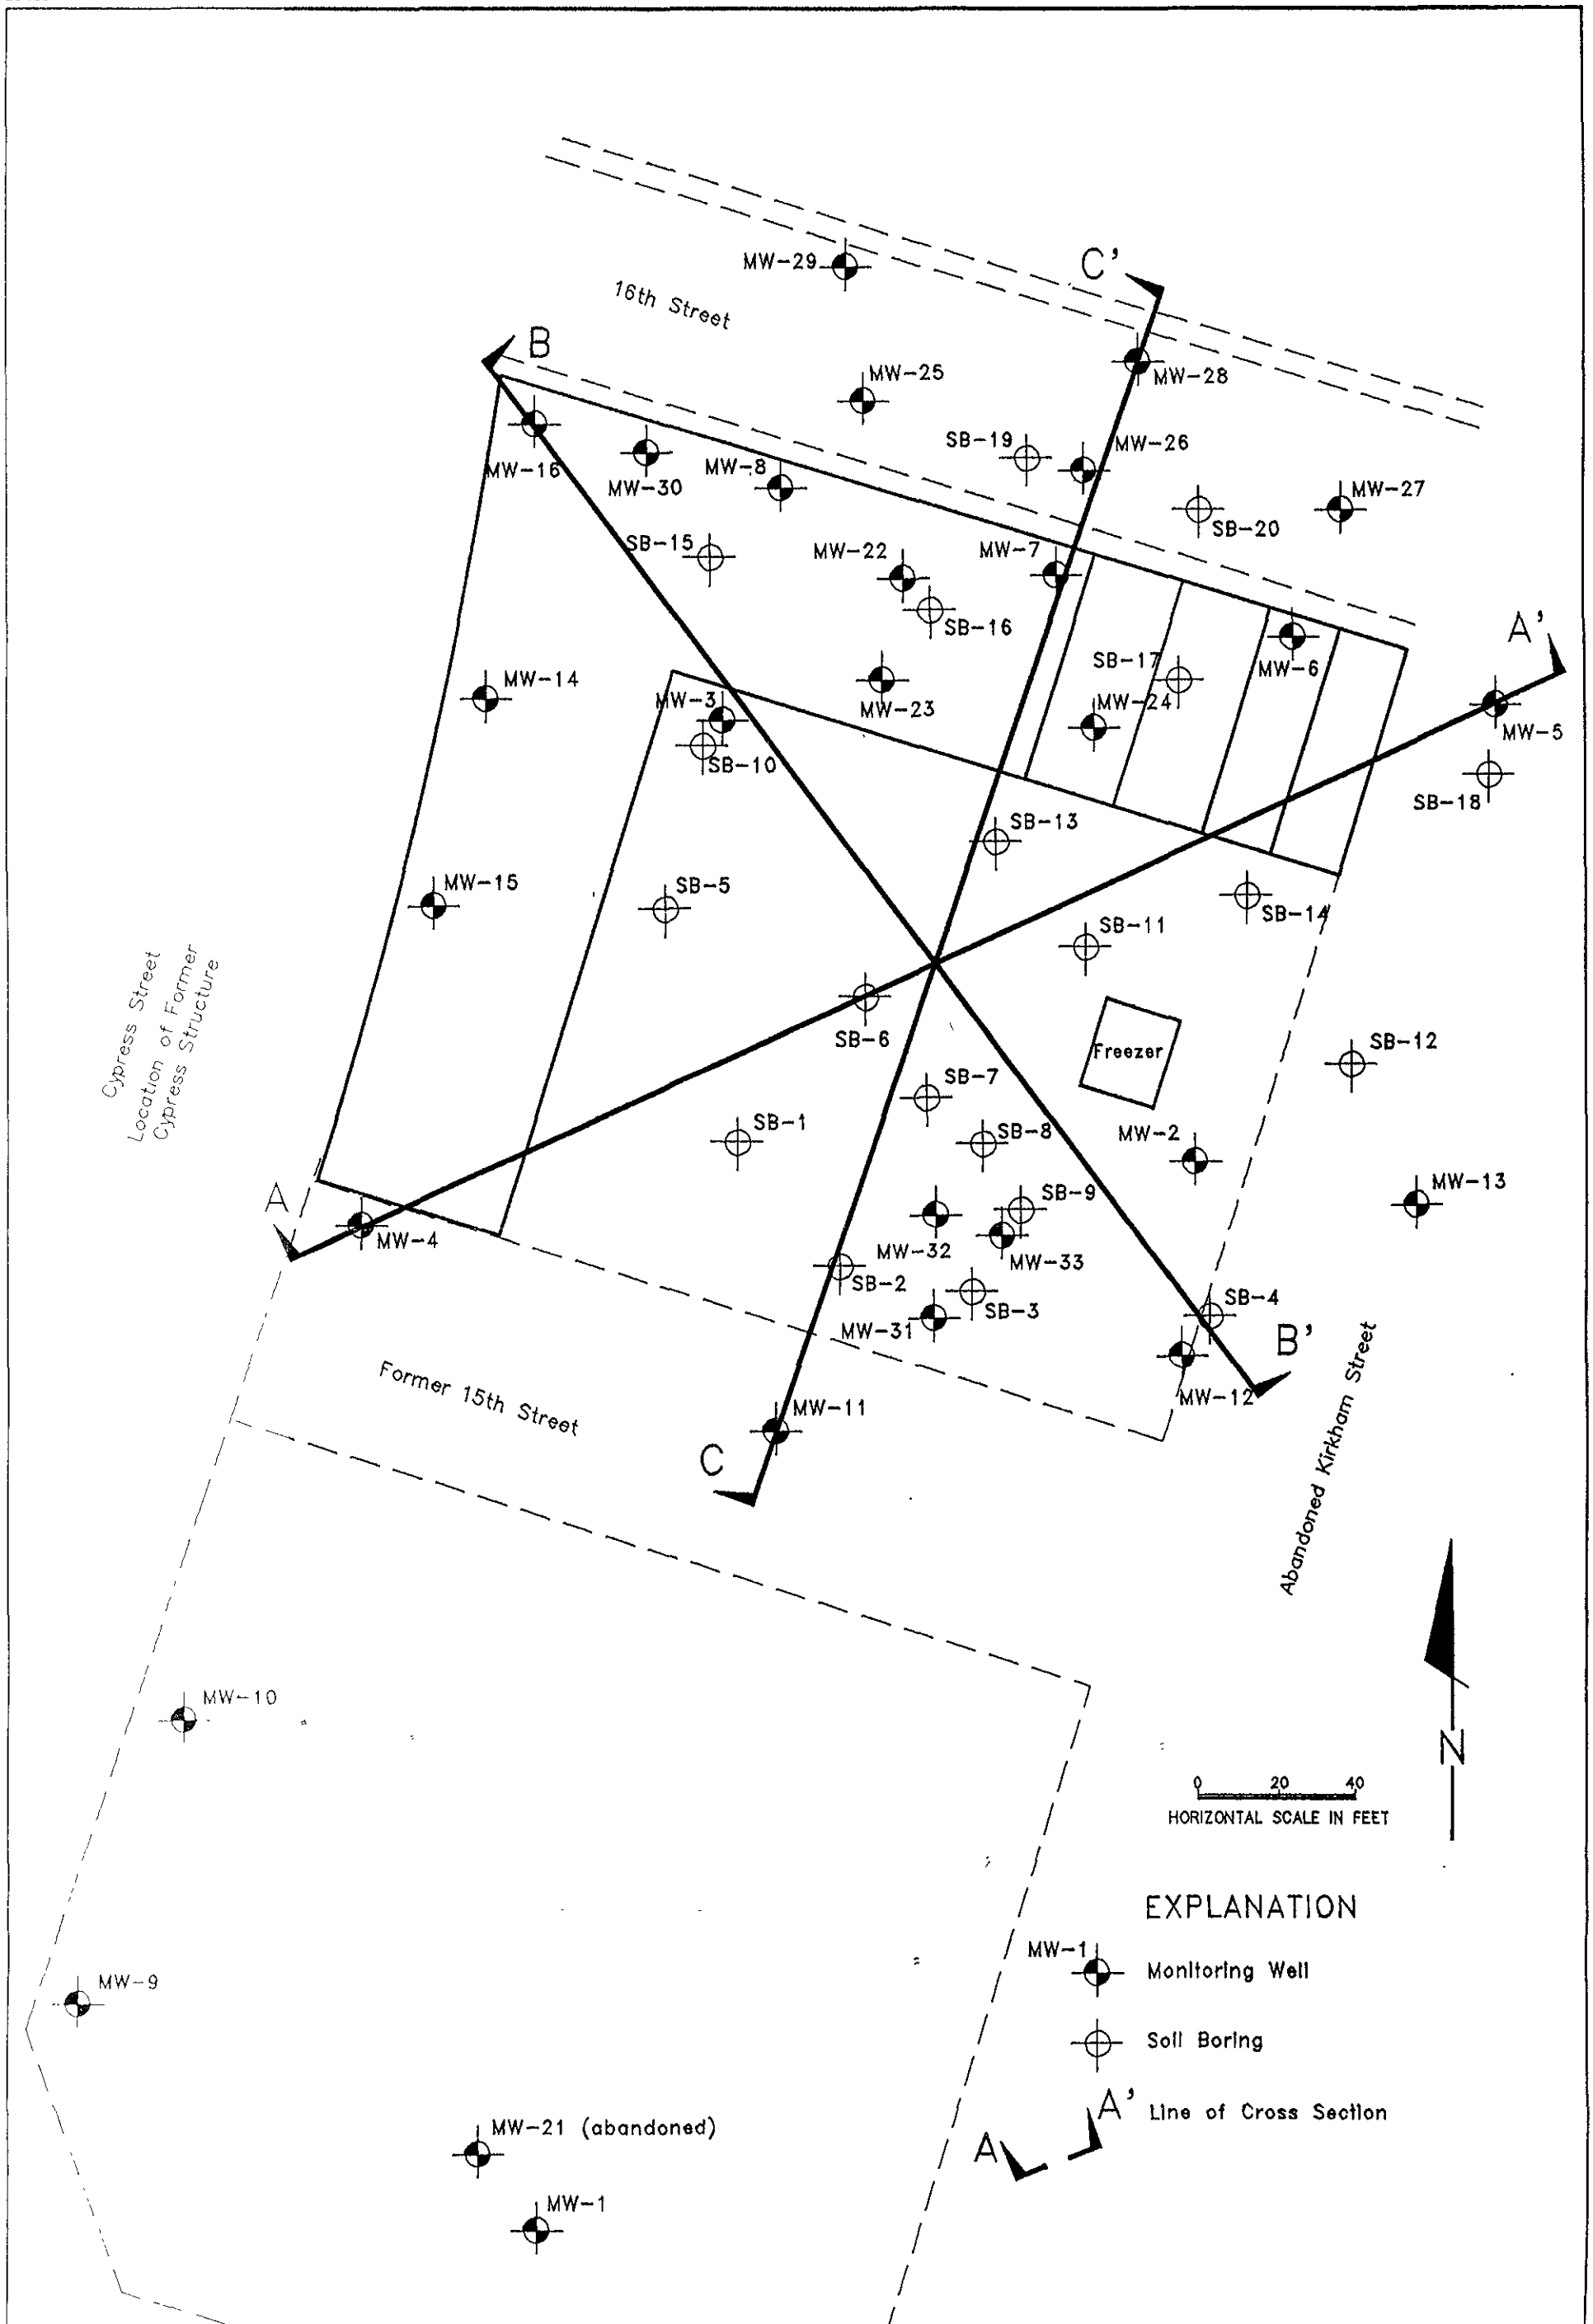 MW-29
16th Street
C'
B
MW-28
MW-25
SB-19
MW-26
MW-16
MW-30
MW-8
MW-27
SB-20
SB-15
MW-22
MW-7
SB-16
A'
SB-17
MW-6
MW-14
MW-3
MW-23
MW-24
MW-5
SB-10
SB-18
SB-13
MW-15
SB-5
SB-14
SB-11
Cypress Street
Location of Former
Cypress Structure
SB-6
Freezer
SB-12
SB-7
SB-1
SB-8
MW-2
A
SB-9
MW-13
MW-4
MW-32
MW-33
SB-2
SB-3
MW-31
SB-4
B'
Former 15th Street
MW-12
MW-11
C
Abandoned Kirkham Street
MW-10
N
0 20 40
HORIZONTAL SCALE IN FEET
EXPLANATION
MW-1
Monitoring Well
MW-9
Soil Boring
A'
Line of Cross Section
A
MW-21 (abandoned)
MW-1